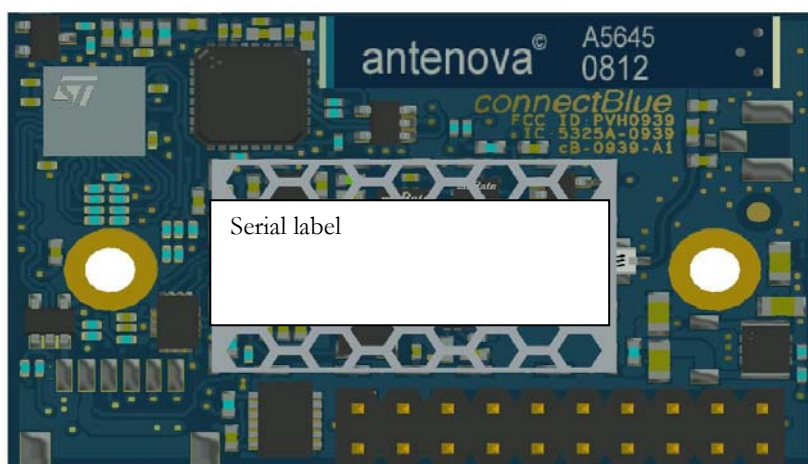 antenova© A5645
0812
connectBlue
FCC ID:PVH0939
IC:5325A-0939
cB-0939-A1
Serial label